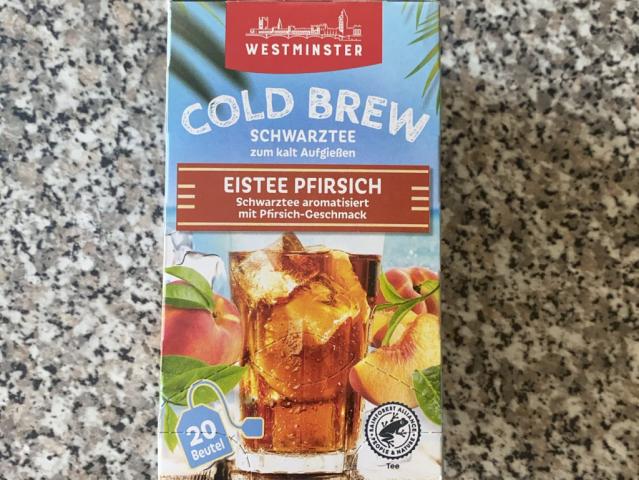 WESTMINSTER
COLD BREW
SCHWARZTEE
zum kalt Aufgießen
EISTEE PFIRSICH
Schwarztee aromatisiert
mit Pfirsich-Geschmack
20
Beutel
RAINFOREST ALLIANCE
PEOPLE & NATURE
Tee